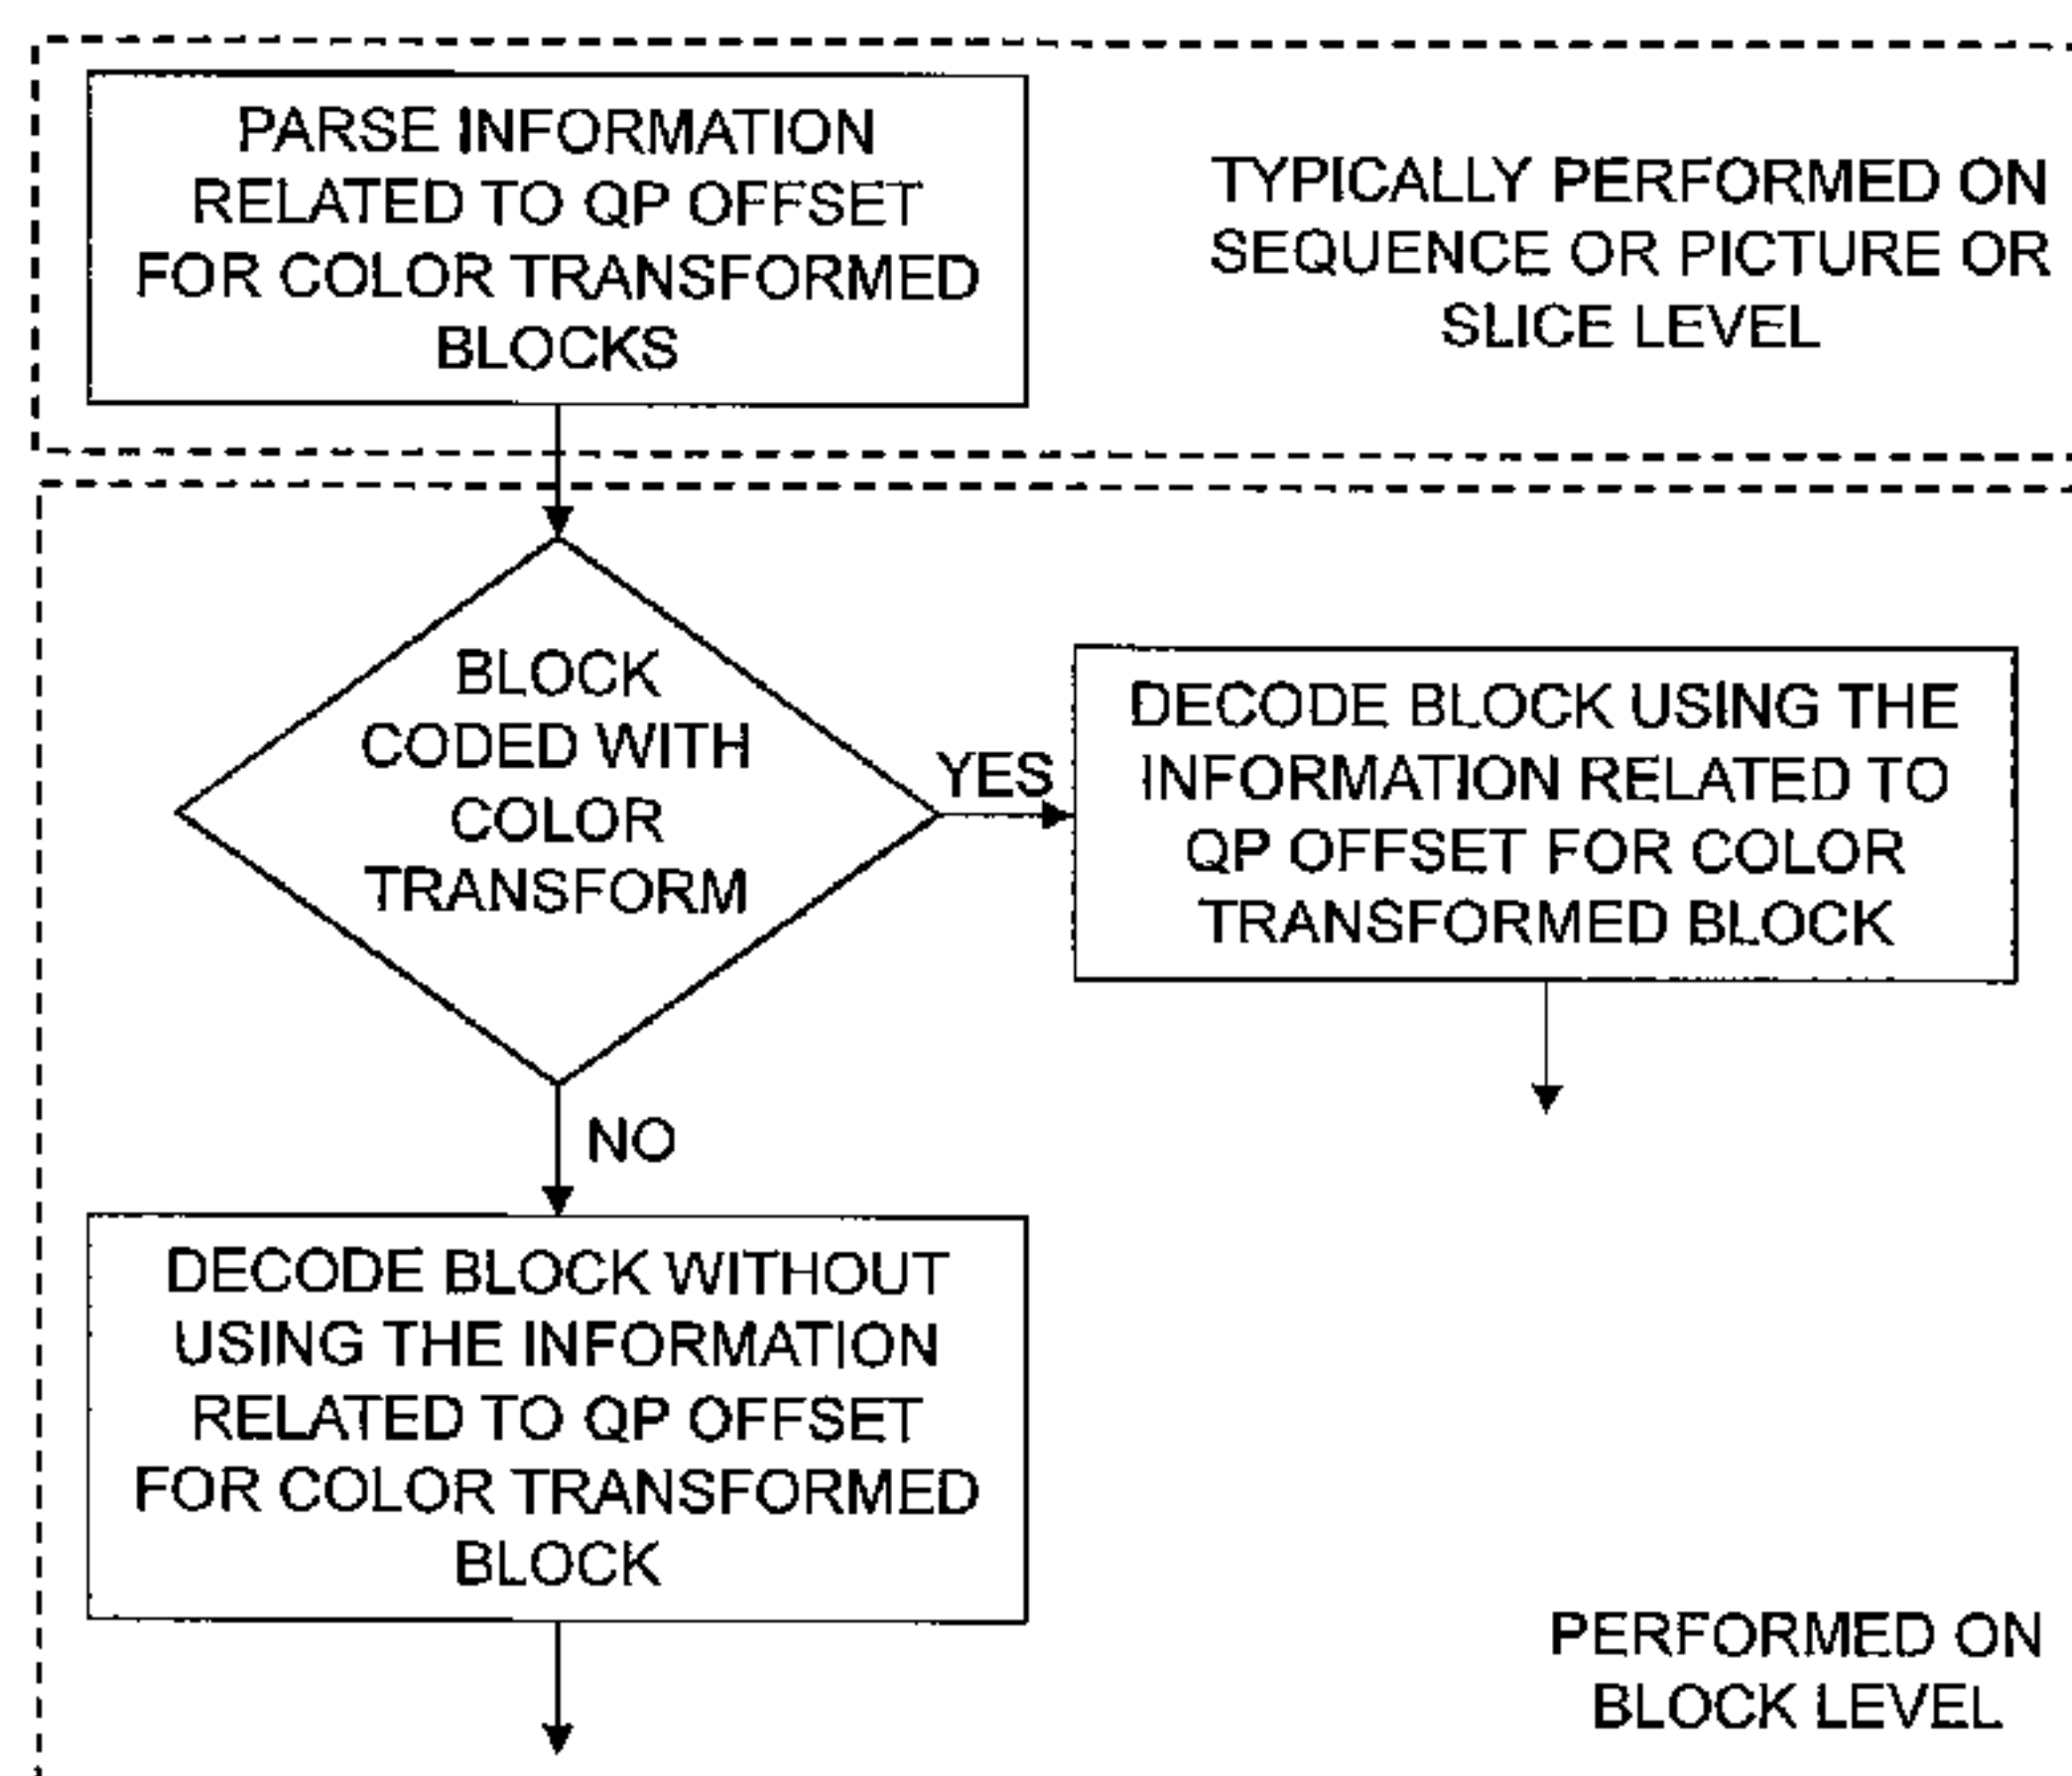 PARSE INFORMATION
RELATED TO QP OFFSET
FOR COLOR TRANSFORMED
BLOCKS
TYPICALLY PERFORMED ON
SEQUENCE OR PICTURE OR
SLICE LEVEL
BLOCK
CODED WITH
COLOR
TRANSFORM
YES
DECODE BLOCK USING THE
INFORMATION RELATED TO
QP OFFSET FOR COLOR
TRANSFORMED BLOCK
NO
DECODE BLOCK WITHOUT
USING THE INFORMATION
RELATED TO QP OFFSET
FOR COLOR TRANSFORMED
BLOCK
PERFORMED ON
BLOCK LEVEL